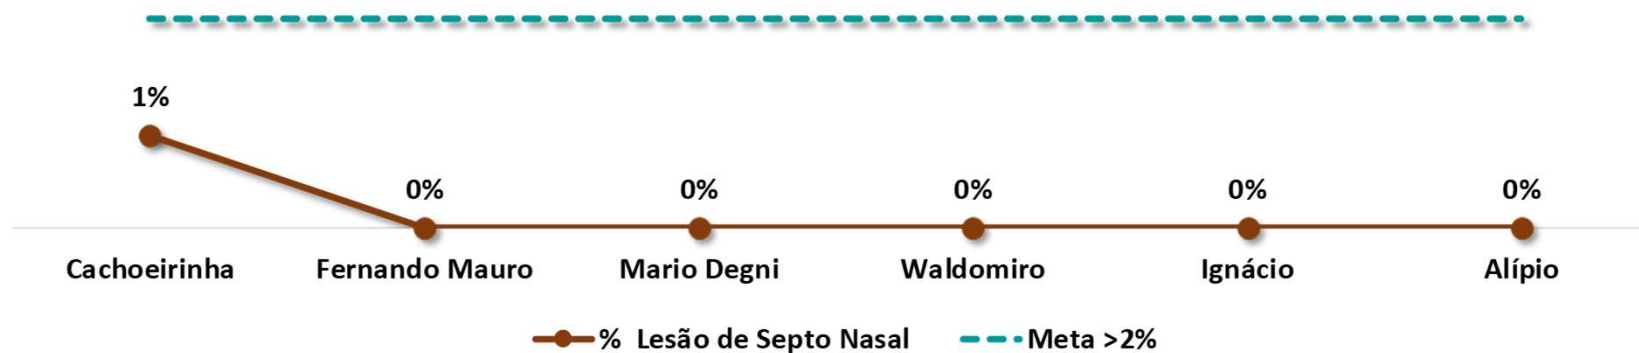 1%
0% 0% 0% 0% 0%
Cachoeirinha Fernando Mauro Mario Degni Waldomiro Ignácio Alípio
% Lesão de Septo Nasal Meta >2%